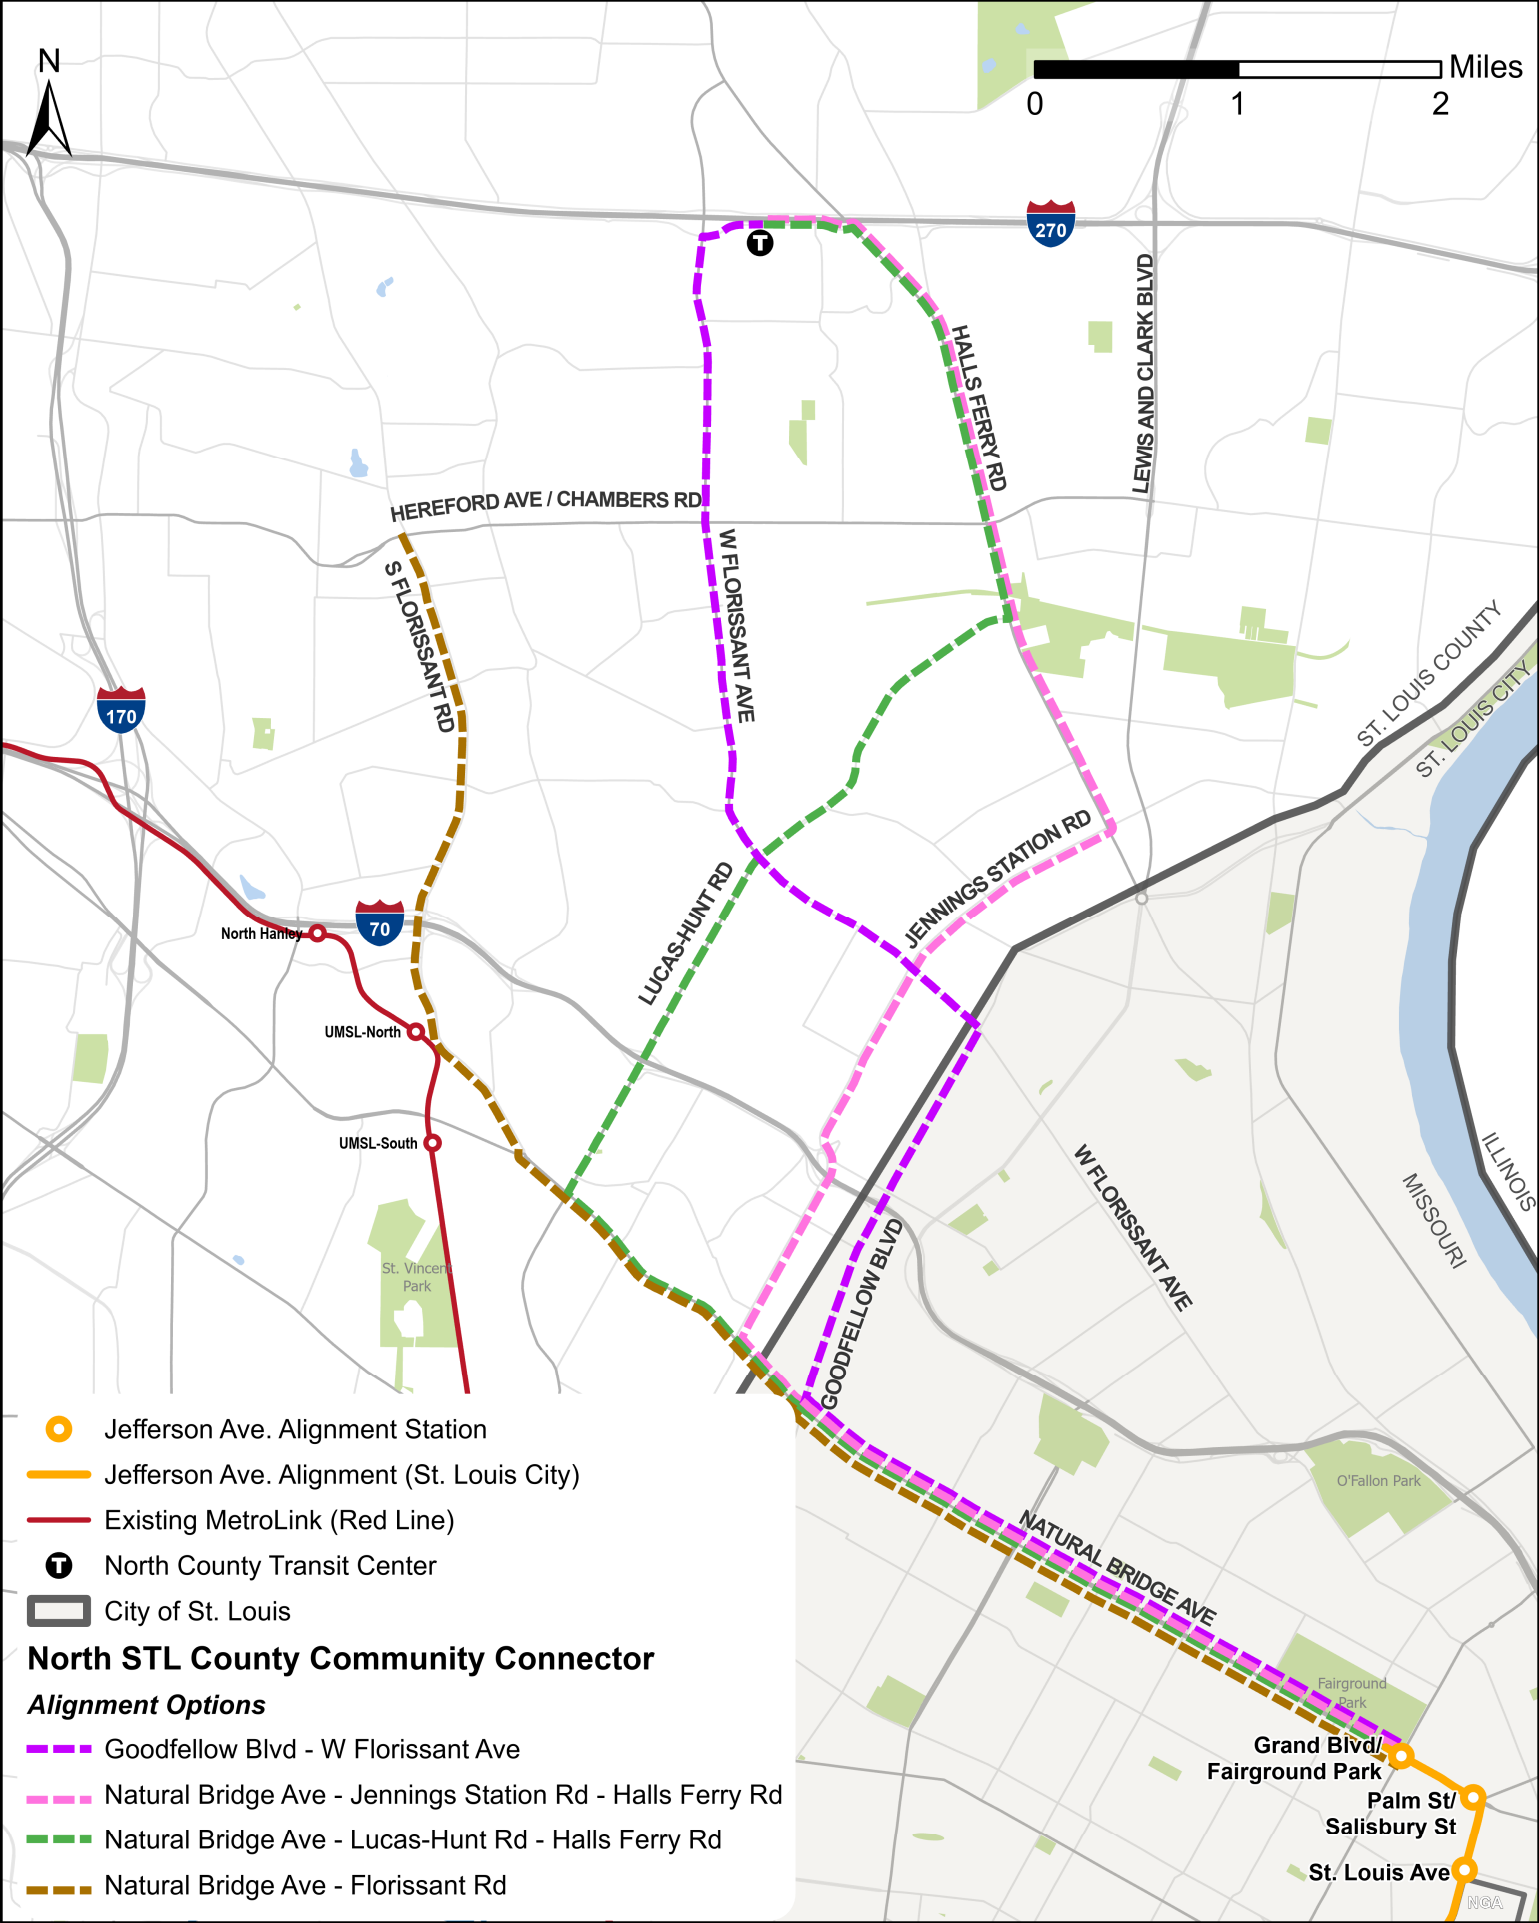 N
Miles
0 1 2
270
LEWIS AND CLARK BLVD
HALLS FERRY RD
HEREFORD AVE / CHAMBERS RD
S FLORISSANT RD
W FLORISSANT AVE
ST. LOUIS COUNTY
ST. LOUIS CITY
170
JENNINGS STATION RD
LUCAS-HUNT RD
North Hanley
70
UMSL-North
UMSL-South
W FLORISSANT AVE
ILLINOIS
MISSOURI
GOODFELLOW BLVD
St. Vincent
Park
O'Fallon Park
NATURAL BRIDGE AVE
Fairground
Park
Grand Blvd/
Fairground Park
Palm St/
Salisbury St
St. Louis Ave
NGA
Jefferson Ave. Alignment Station
Jefferson Ave. Alignment (St. Louis City)
Existing MetroLink (Red Line)
T North County Transit Center
City of St. Louis
North STL County Community Connector
Alignment Options
Goodfellow Blvd - W Florissant Ave
Natural Bridge Ave - Jennings Station Rd - Halls Ferry Rd
Natural Bridge Ave - Lucas-Hunt Rd - Halls Ferry Rd
Natural Bridge Ave - Florissant Rd
T